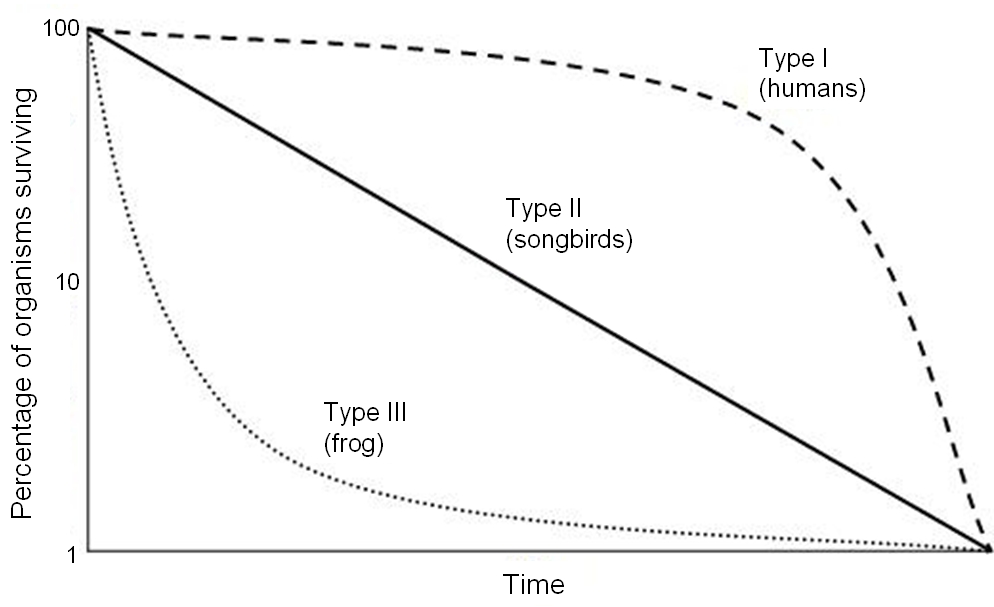 100
Type I
(humans)
Percentage of organisms surviving
Type II
(songbirds)
10
Type III
(frog)
1
Time